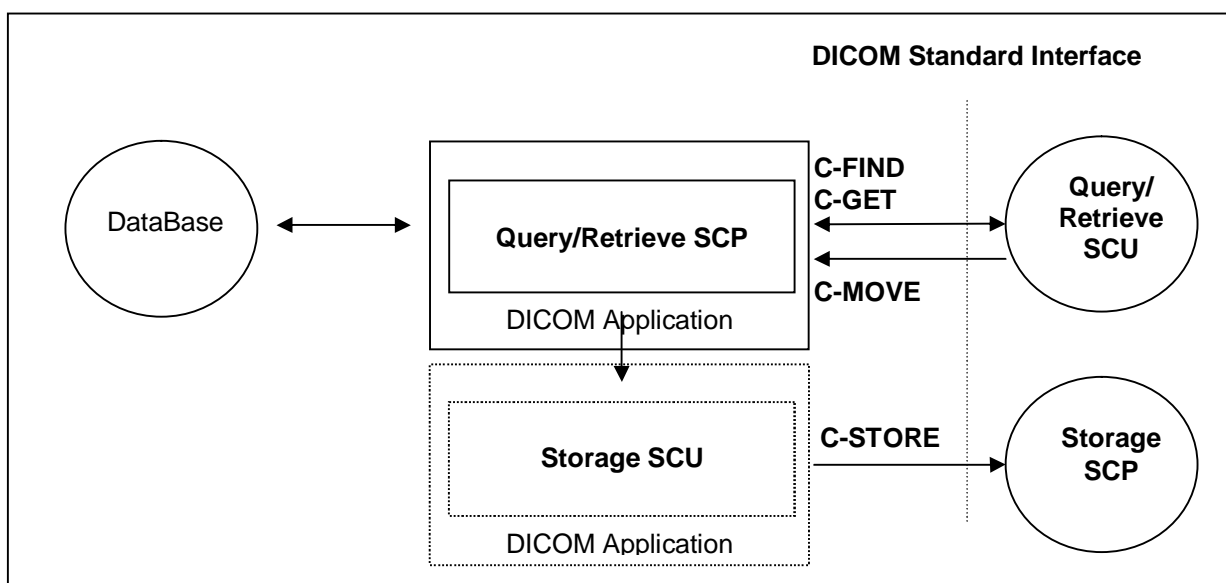 DICOM Standard Interface
DataBase
Query/Retrieve SCP
DICOM Application
C-FIND
C-GET
C-MOVE
Query/
Retrieve
SCU
Storage SCU
DICOM Application
C-STORE
Storage
SCP